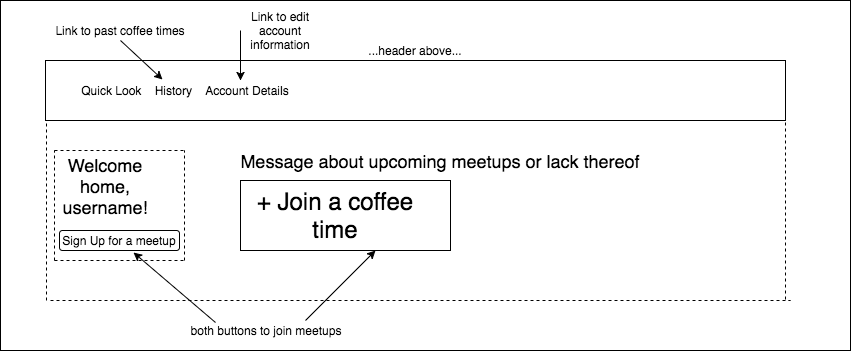 Link to edit
account
information
Link to past coffee times
...header above...
Quick Look History Account Details
Welcome
home,
username!
Sign Up for a meetup
Message about upcoming meetups or lack thereof
+ Join a coffee
time
both buttons to join meetups